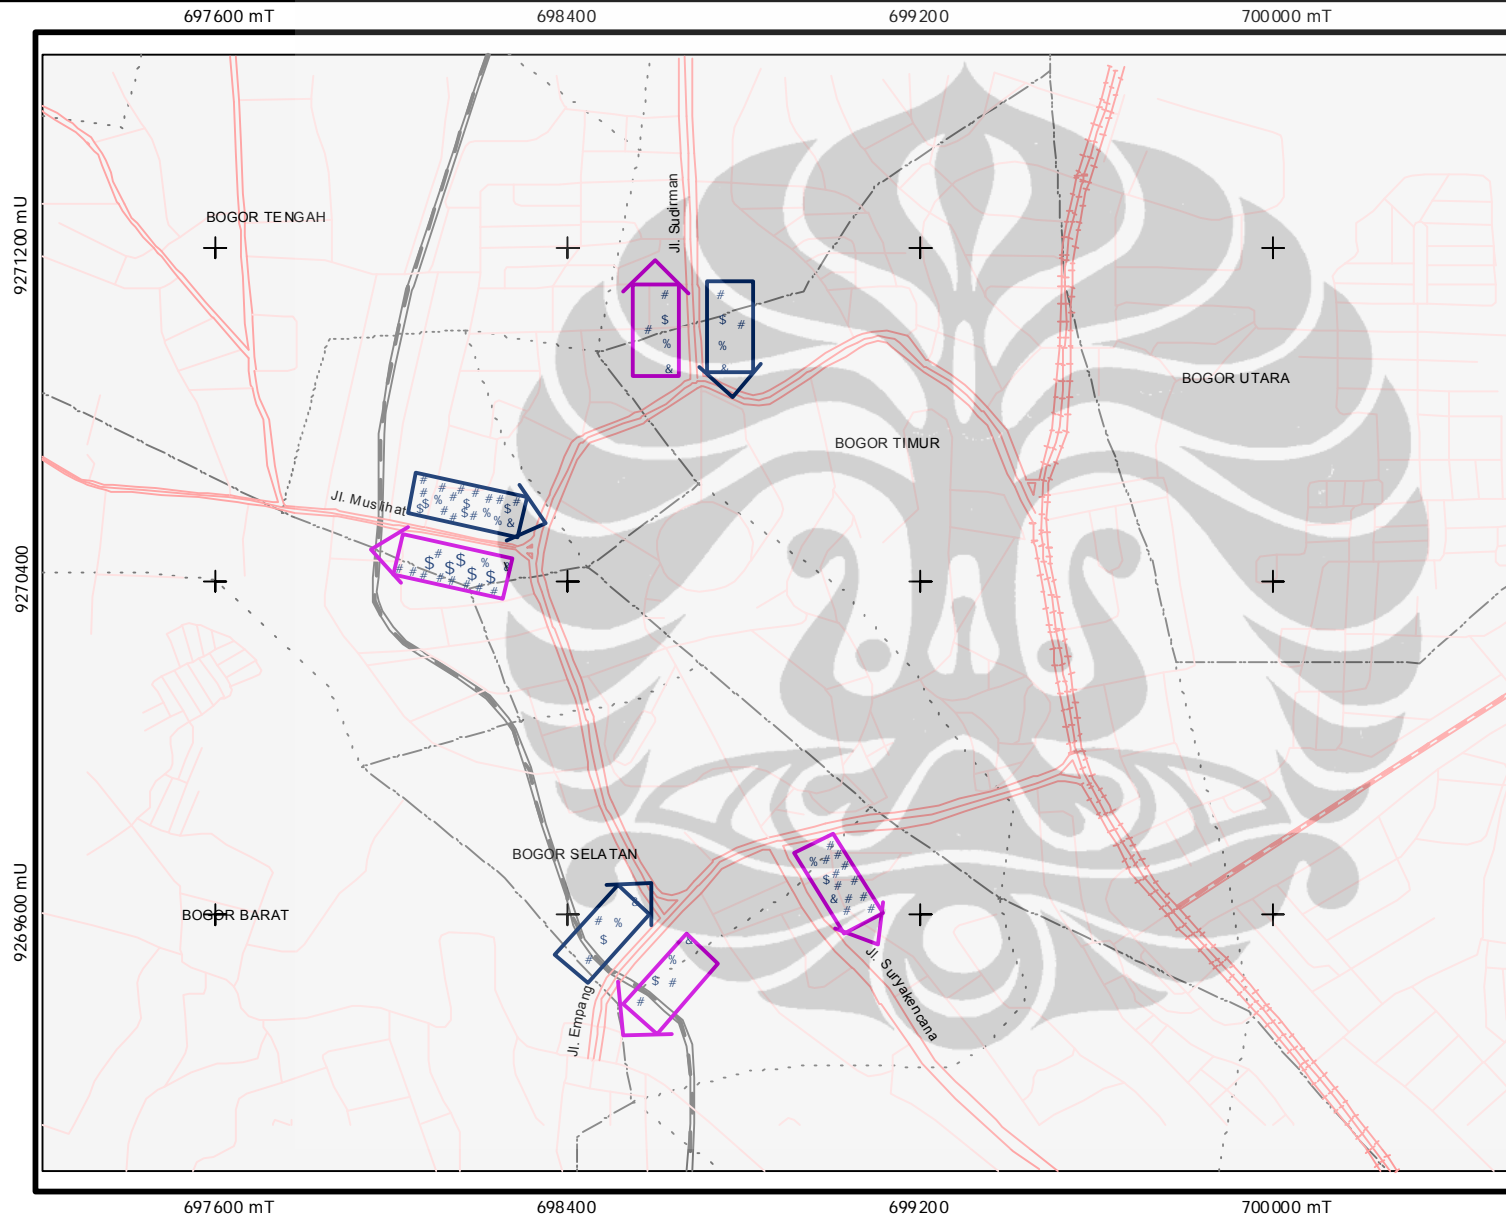 697600 mT
698400
699200
700000 mT
9271200 mU
Jl. Sudirman
BOGOR TENGAH
BOGOR UTARA
BOGOR TIMUR
Jl. Muslihat
9270400
BOGOR SELATAN
9269600 mU
BOGOR BARAT
Jl. Suryakencana
Jl. Empang
697600 mT
698400
699200
700000 mT